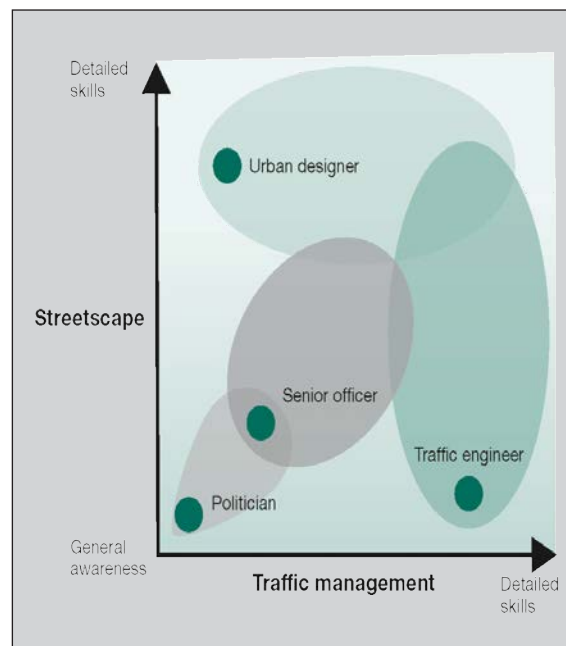 Detailed
skills
Urban designer
Streetscape
Senior officer
Traffic engineer
Politician
General
awareness
Traffic management
Detailed
skills